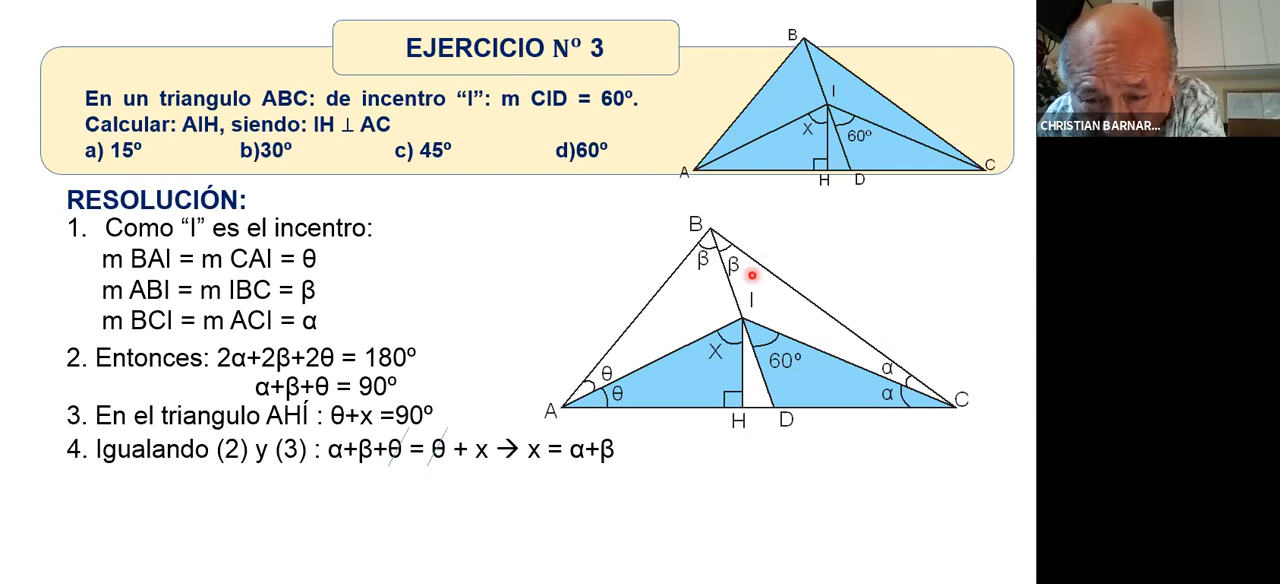 EJERCICIO Nº 3
En un triangulo ABC: de incentro “I”: m CID = 60º.
Calcular: AIH, siendo: IH ⊥ AC
a) 15º b)30º c) 45º d)60º
B
I
X
60º
A
H
D
C
CHRISTIAN BARNAR...
RESOLUCIÓN:
1. Como “I” es el incentro:
m BAI = m CAI = θ
m ABI = m IBC = β
m BCI = m ACI = α
2. Entonces: 2α+2β+2θ = 180º
α+β+θ = 90º
3. En el triangulo AHÍ : θ+x =90º
4. Igualando (2) y (3) : α+β+θ = θ + x → x = α+β
B
β
β
I
X
60º
θ
θ
α
α
A
H
D
C